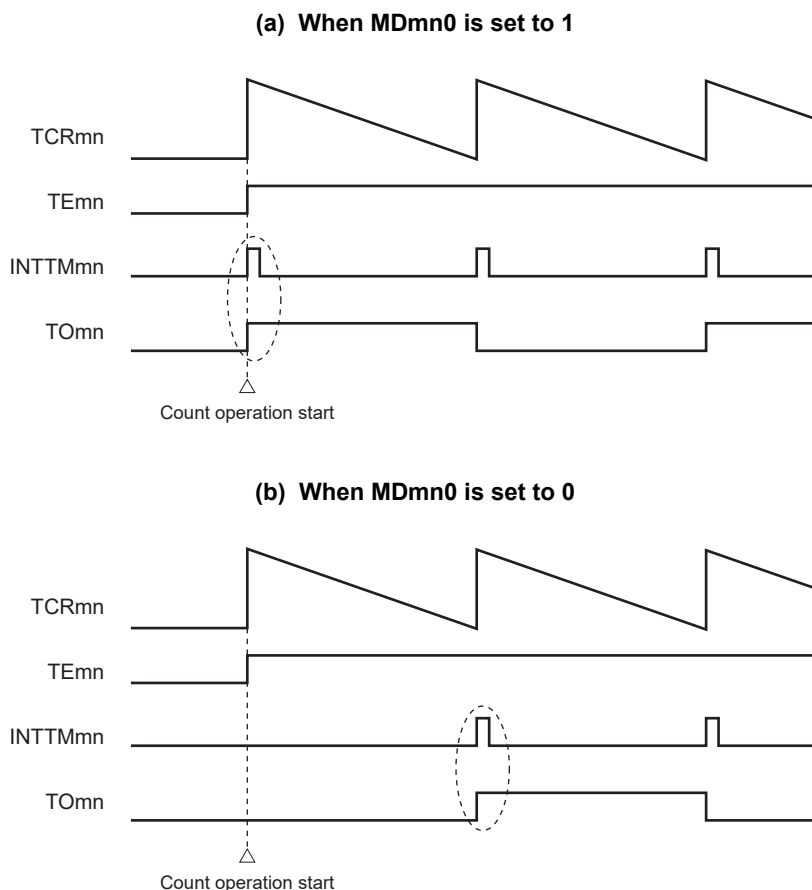 (a) When MDmn0 is set to 1
TCRmn
TEmn
INTTMmn
TOmn
Count operation start
(b) When MDmn0 is set to 0
TCRmn
TEmn
INTTMmn
TOmn
Count operation start